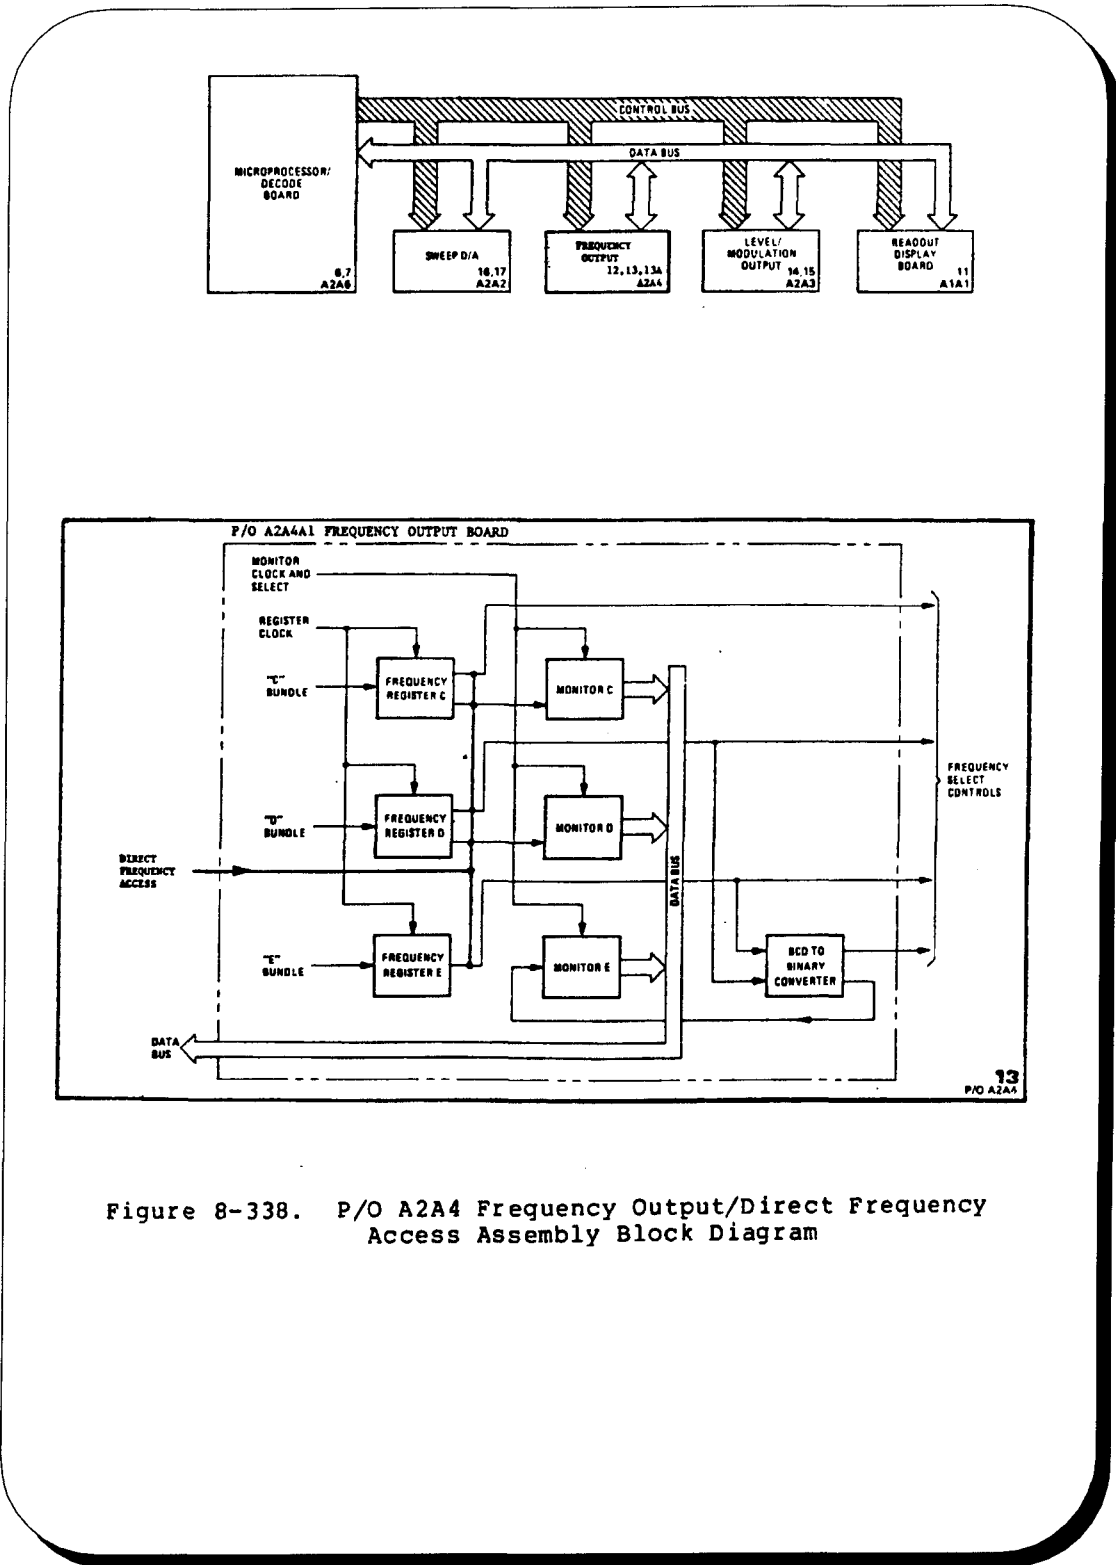 CONTROL BUS
DATA BUS
MICROPROCESSOR/
DECODE
BOARD
6,7
A2A6
SWEEP D/A
16,17
A2A2
FREQUENCY
OUTPUT
12,13,13A
A2A4
LEVEL/
MODULATION
OUTPUT
14,15
A2A3
READOUT
DISPLAY
BOARD
11
A1A1
P/O A2A4A1 FREQUENCY OUTPUT BOARD
MONITOR
CLOCK AND
SELECT
REGISTER
CLOCK
"C"
BUNDLE
FREQUENCY
REGISTER C
MONITOR C
"D"
BUNDLE
FREQUENCY
REGISTER D
MONITOR D
FREQUENCY
SELECT
CONTROLS
DIRECT
FREQUENCY
ACCESS
DATA BUS
"E"
BUNDLE
FREQUENCY
REGISTER E
MONITOR E
BCD TO
BINARY
CONVERTER
DATA
BUS
13
P/O A2A4
Figure 8-338. P/O A2A4 Frequency Output/Direct Frequency
Access Assembly Block Diagram